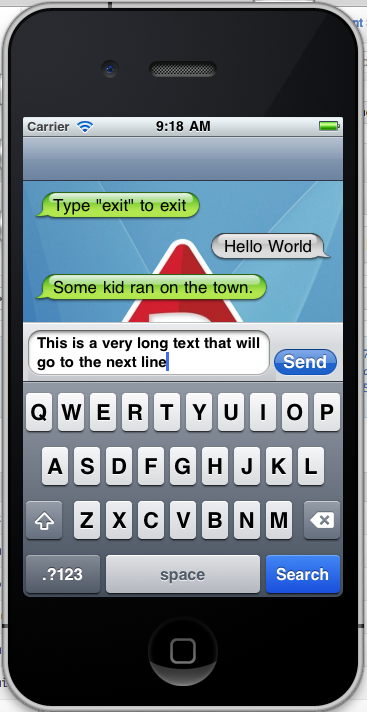 Carrier 9:18 AM
Type "exit" to exit
Hello World
Some kid ran on the town.
This is a very long text that will
go to the next line
Send
Q W E R T Y U I O P
A S D F G H J K L
Z X C V B N M
.?123 space Search